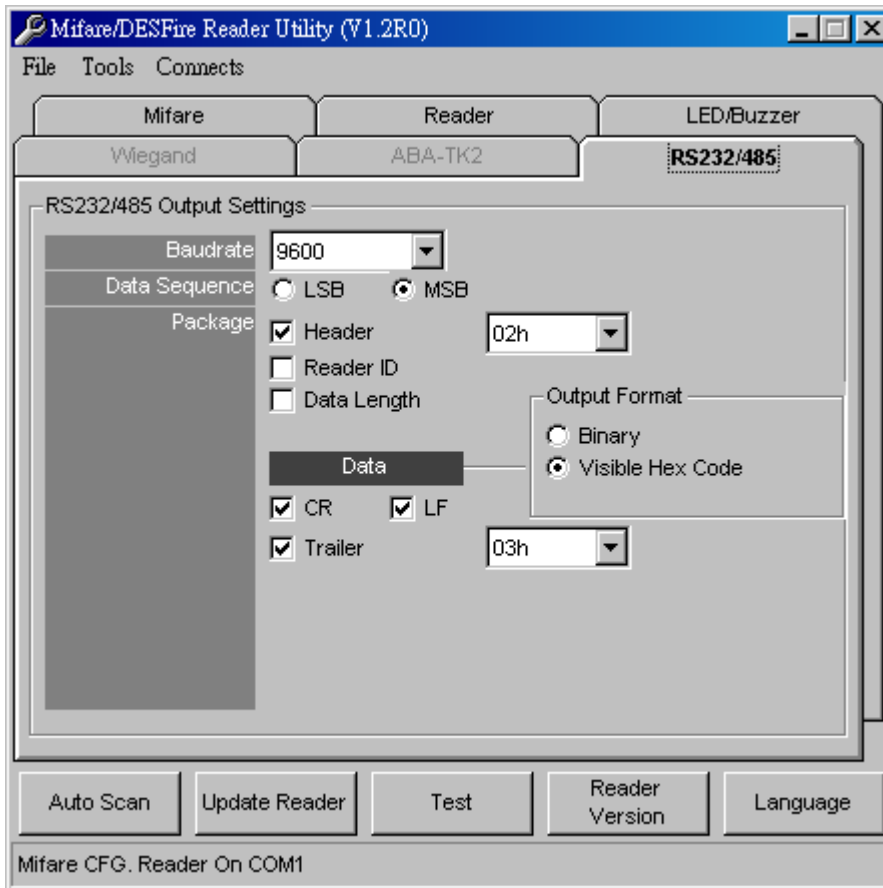 Mifare/DESFire Reader Utility (V1.2R0)
File Tools Connects
Mifare Reader LED/Buzzer
Wiegand ABA-TK2 RS232/485
RS232/485 Output Settings
Baudrate 9600
Data Sequence LSB MSB
Package Header 02h
Reader ID
Data Length Output Format
Binary
Data Visible Hex Code
CR LF
Trailer 03h
Auto Scan Update Reader Test Reader Version Language
Mifare CFG. Reader On COM1